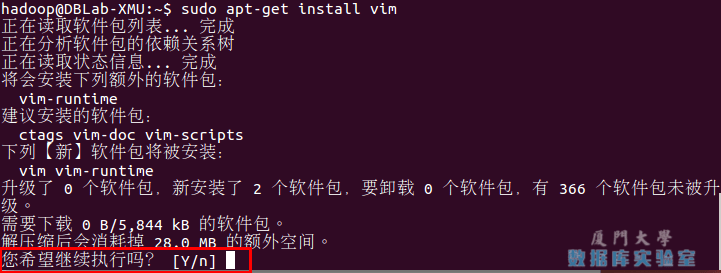 hadoop@DBLab-XMU:~$ sudo apt-get install vim
正在读取软件包列表... 完成
正在分析软件包的依赖关系树
正在读取状态信息... 完成
将会安装下列额外的软件包：
  vim-runtime
建议安装的软件包：
  ctags vim-doc vim-scripts
下列【新】软件包将被安装：
  vim vim-runtime
升级了 0 个软件包，新安装了 2 个软件包，要卸载 0 个软件包，有 366 个软件包未被升
级。
需要下载 0 B/5,844 kB 的软件包。
解压缩后会消耗掉 28.0 MB 的额外空间。
您希望继续执行吗？ [Y/n]
厦門大學
数据库实验室